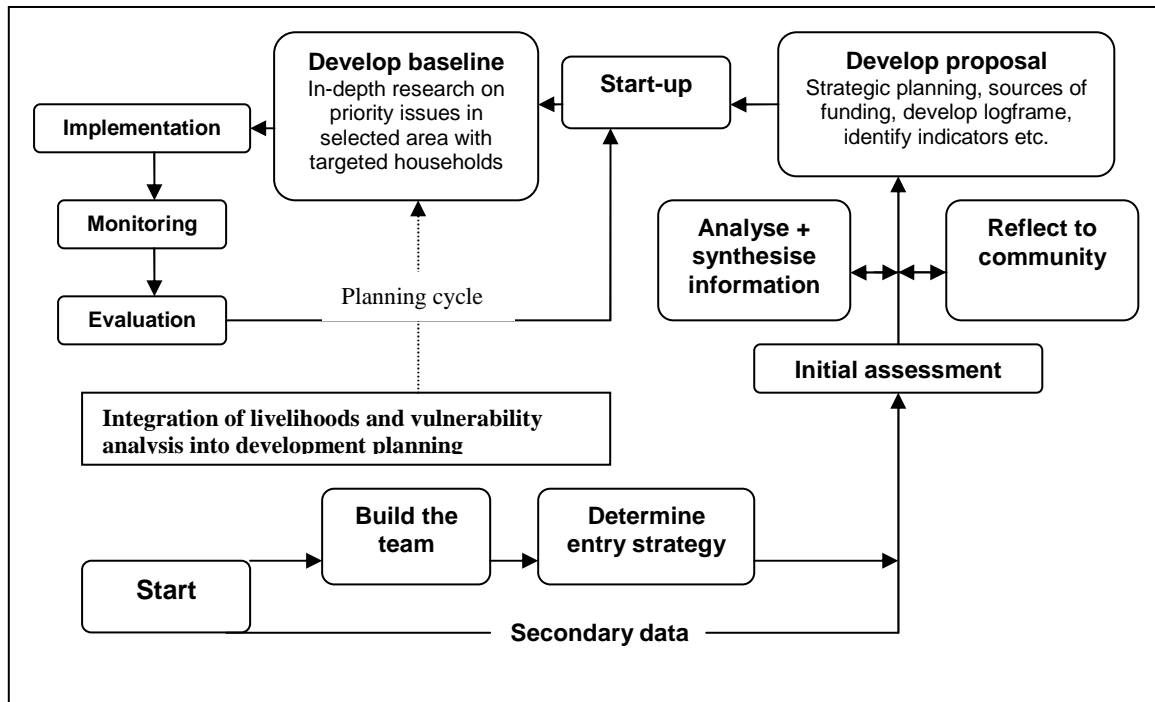 Develop baseline
In-depth research on
priority issues in
selected area with
targeted households
Start-up
Develop proposal
Strategic planning, sources of
funding, develop logframe,
identify indicators etc.
Implementation
Monitoring
Evaluation
Planning cycle
Analyse +
synthesise
information
Reflect to
community
Initial assessment
Integration of livelihoods and vulnerability
analysis into development planning
Build the
team
Determine
entry strategy
Start
Secondary data